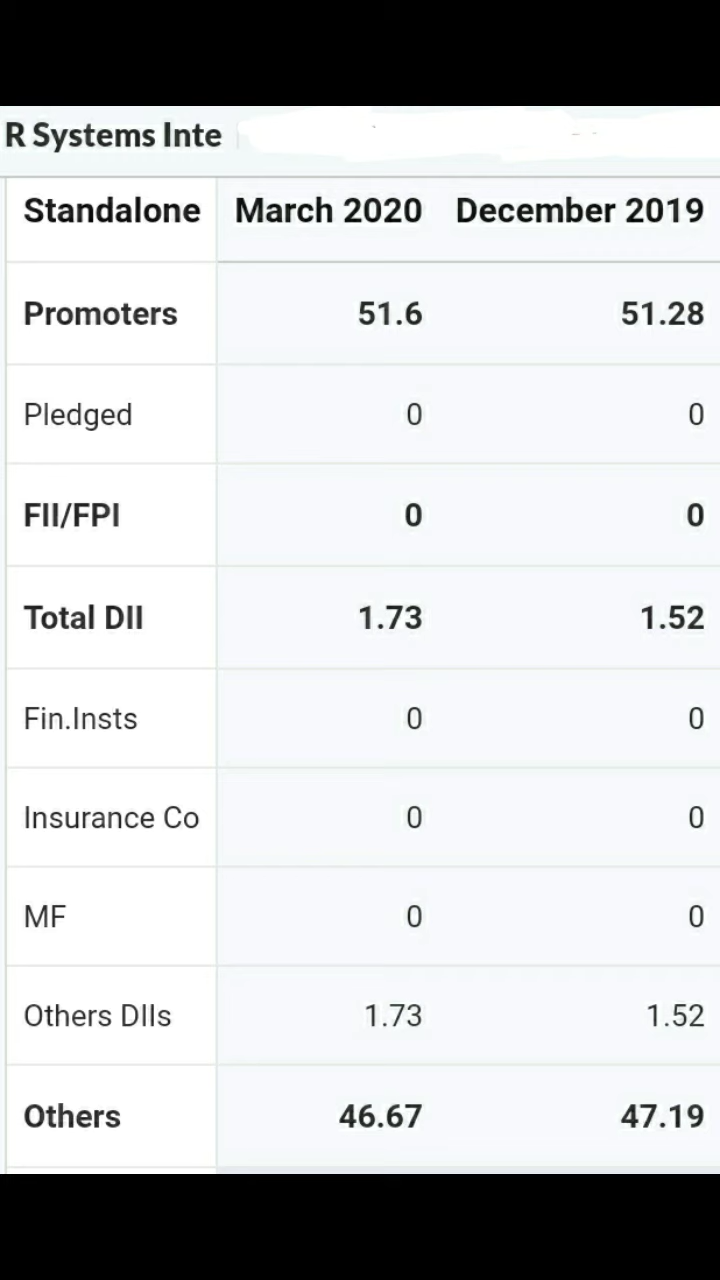 R Systems Inte
Standalone March 2020 December 2019
Promoters 51.6 51.28
Pledged 0 0
FII/FPI 0 0
Total DII 1.73 1.52
Fin.Insts 0 0
Insurance Co 0 0
MF 0 0
Others DIIs 1.73 1.52
Others 46.67 47.19